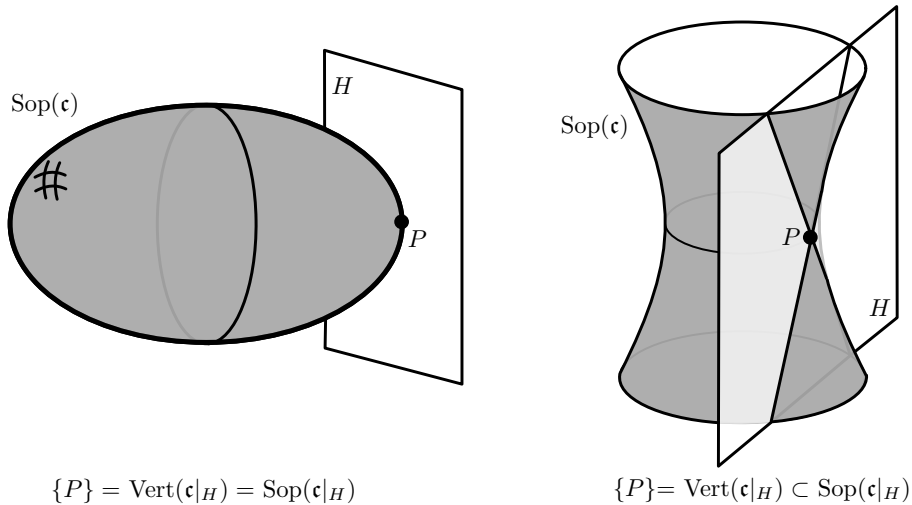 Sop(𝔠)
H
P
{P} = Vert(𝔠|_H) = Sop(𝔠|_H)
Sop(𝔠)
P
H
{P}= Vert(𝔠|_H) ⊂ Sop(𝔠|_H)